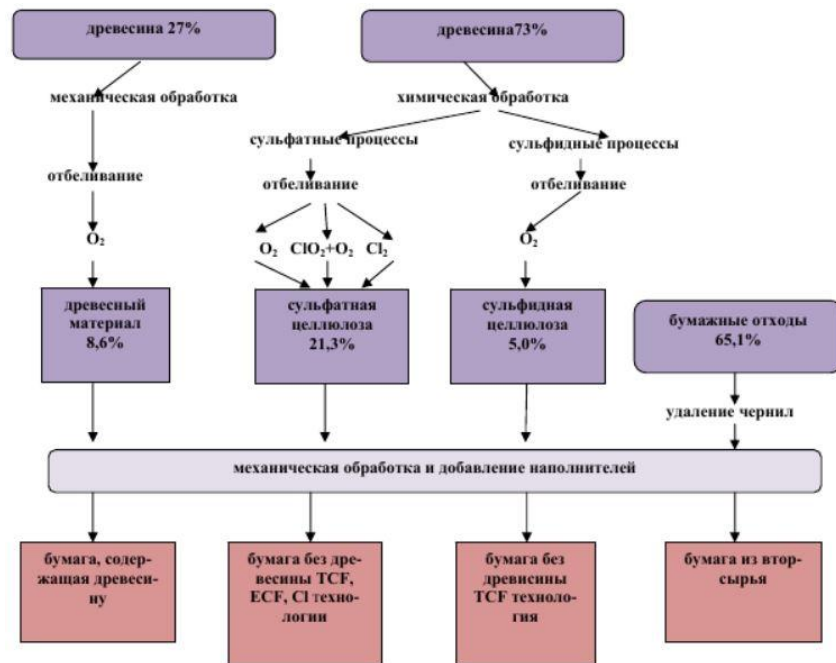 древесина 27%
древесина73%
механическая обработка
химическая обработка
сульфатные процессы
сульфидные процессы
отбеливание
отбеливание
отбеливание
O₂
O₂
ClO₂+O₂
Cl₂
O₂
древесный
материал
8,6%
сульфатная
целлюлоза
21,3%
сульфидная
целлюлоза
5,0%
бумажные отходы
65,1%
удаление чернил
механическая обработка и добавление наполнителей
бумага, содер-
жащая древеси-
ну
бумага без дре-
весины TCF,
ECF, Cl техно-
логии
бумага без
древисины
TCF техноло-
гия
бумага из втор-
сырья